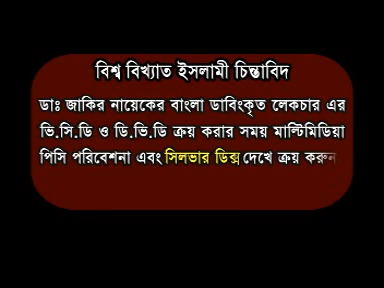 বিশ্ব বিখ্যাত ইসলামী চিন্তাবিদ
ডাঃ জাকির নায়েকের বাংলা ডাবিংকৃত লেকচার এর
ভি.সি.ডি ও ডি.ভি.ডি ক্রয় করার সময় মাল্টিমিডিয়া
পিসি পরিবেশনা এবং সিলভার ডিক্স দেখে ক্রয় করুন